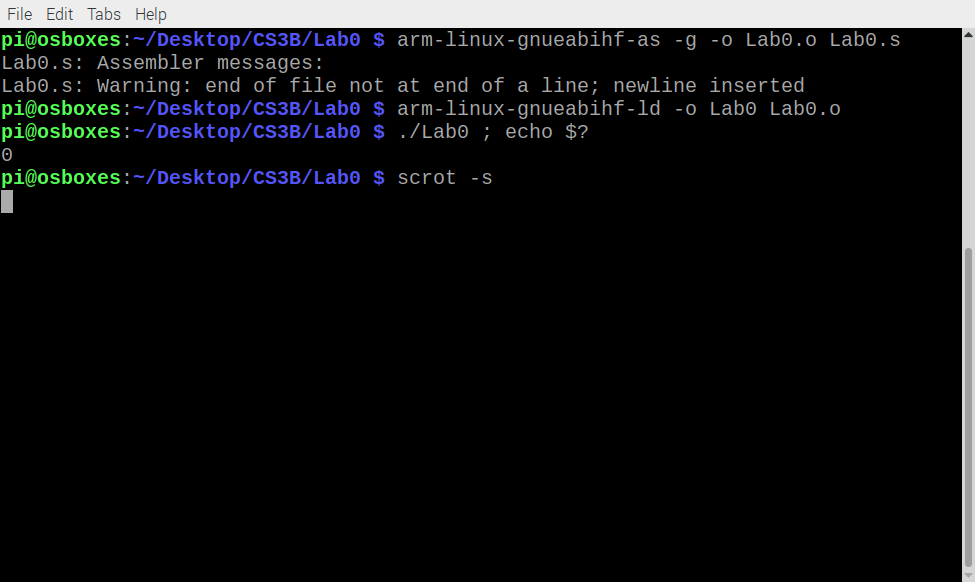 File Edit Tabs Help
pi@osboxes:~/Desktop/CS3B/Lab0 $ arm-linux-gnueabihf-as -g -o Lab0.o Lab0.s
Lab0.s: Assembler messages:
Lab0.s: Warning: end of file not at end of a line; newline inserted
pi@osboxes:~/Desktop/CS3B/Lab0 $ arm-linux-gnueabihf-ld -o Lab0 Lab0.o
pi@osboxes:~/Desktop/CS3B/Lab0 $ ./Lab0 ; echo $?
0
pi@osboxes:~/Desktop/CS3B/Lab0 $ scrot -s